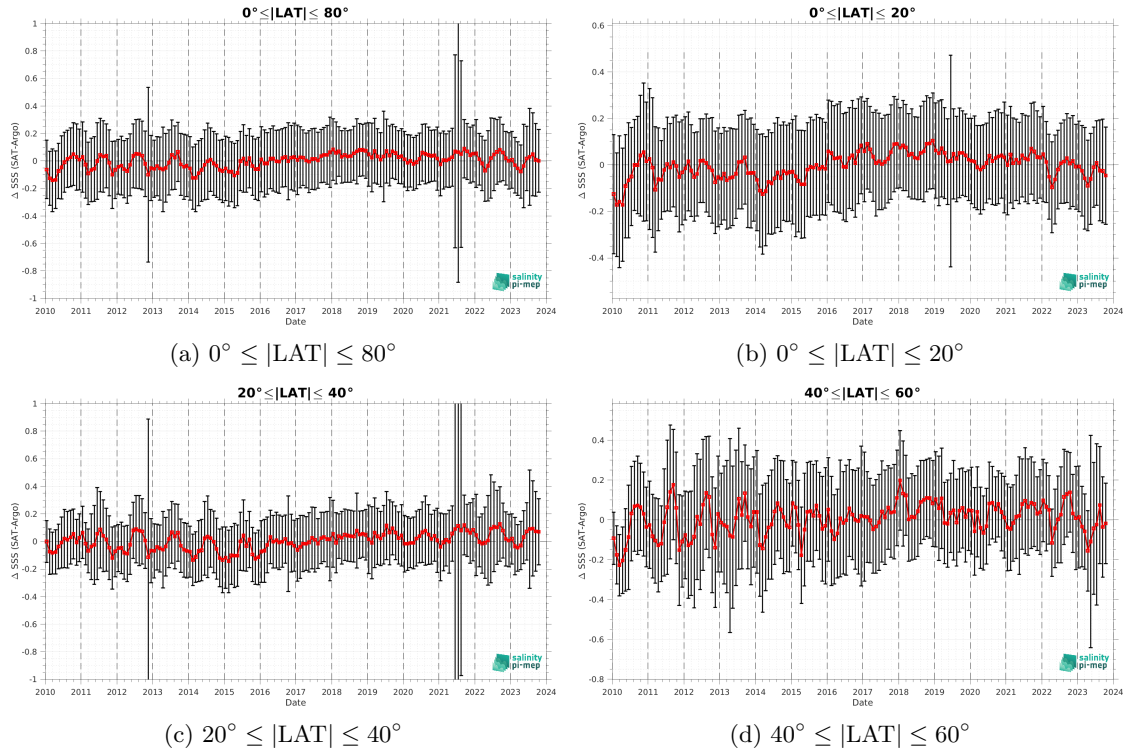 0°≤|LAT|≤ 80°
Δ SSS (SAT-Argo)
1
0.8
0.6
0.4
0.2
0
-0.2
-0.4
-0.6
-0.8
-1
salinity
pi-mep
2010 2011 2012 2013 2014 2015 2016 2017 2018 2019 2020 2021 2022 2023 2024
Date
(a) 0° ≤ |LAT| ≤ 80°
0°≤|LAT|≤ 20°
Δ SSS (SAT-Argo)
0.6
0.4
0.2
0
-0.2
-0.4
salinity
pi-mep
2010 2011 2012 2013 2014 2015 2016 2017 2018 2019 2020 2021 2022 2023 2024
Date
(b) 0° ≤ |LAT| ≤ 20°
20°≤|LAT|≤ 40°
Δ SSS (SAT-Argo)
1
0.8
0.6
0.4
0.2
0
-0.2
-0.4
-0.6
-0.8
-1
salinity
pi-mep
2010 2011 2012 2013 2014 2015 2016 2017 2018 2019 2020 2021 2022 2023 2024
Date
(c) 20° ≤ |LAT| ≤ 40°
40°≤|LAT|≤ 60°
Δ SSS (SAT-Argo)
0.4
0.2
0
-0.2
-0.4
-0.6
-0.8
salinity
pi-mep
2010 2011 2012 2013 2014 2015 2016 2017 2018 2019 2020 2021 2022 2023 2024
Date
(d) 40° ≤ |LAT| ≤ 60°